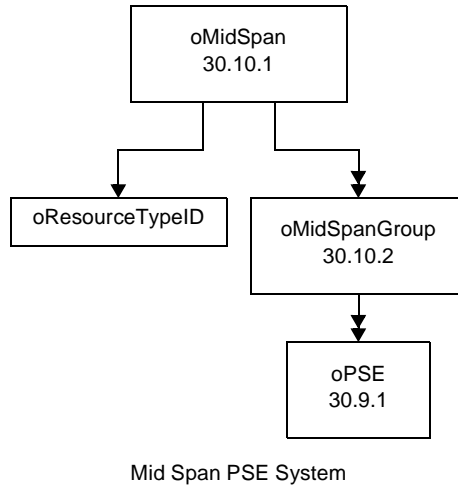 oMidSpan
30.10.1
oResourceTypeID
oMidSpanGroup
30.10.2
oPSE
30.9.1
Mid Span PSE System